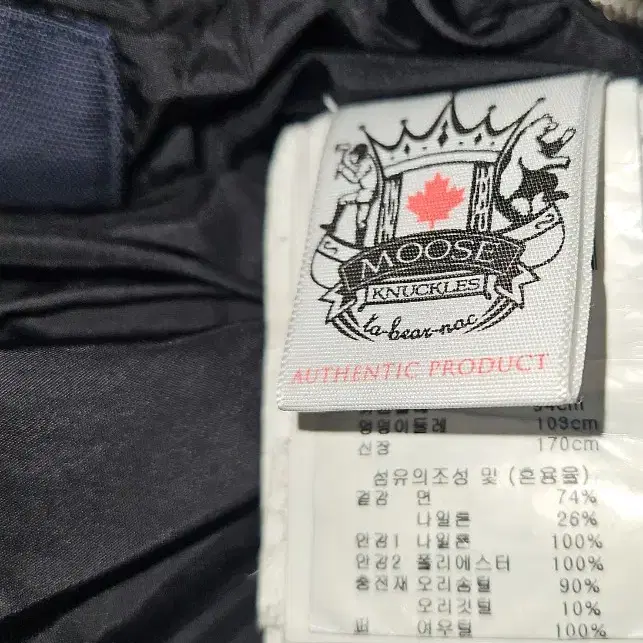 MOOSE
KNUCKLES
ta-bear-nac
AUTHENTIC PRODUCT
94cm
엉덩이둘레 109cm
신장 170cm
섬유의조성 및 (혼용율)
겉감 면 74%
나일론 26%
안감1 나일론 100%
안감2 폴리에스터 100%
충전재 오리솜털 90%
오리깃털 10%
퍼 여우털 100%